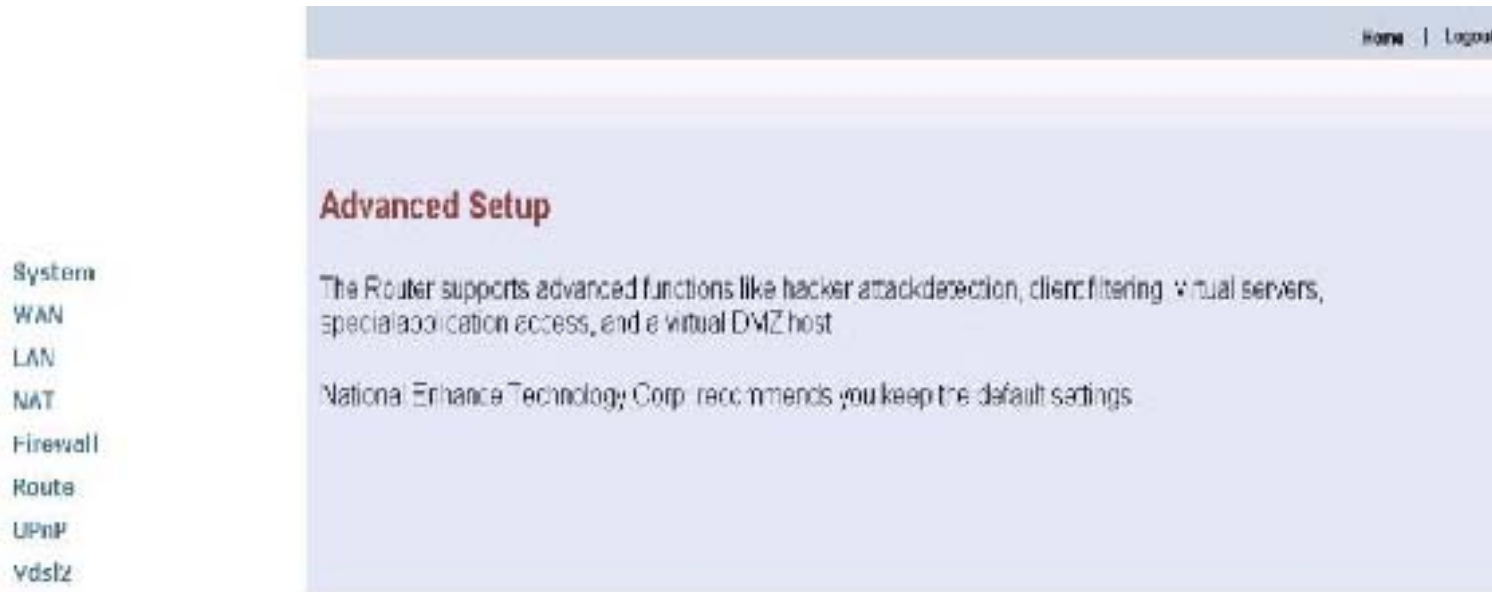 Home | Logout
Advanced Setup
System
WAN
LAN
NAT
Firewall
Route
UPnP
Vdsl2
The Router supports advanced functions like hacker attackdetection, client filtering, virtual servers,
specialapplication access, and a virtual DMZ host.
National Enhance Technology Corp. recommends you keep the default settings.